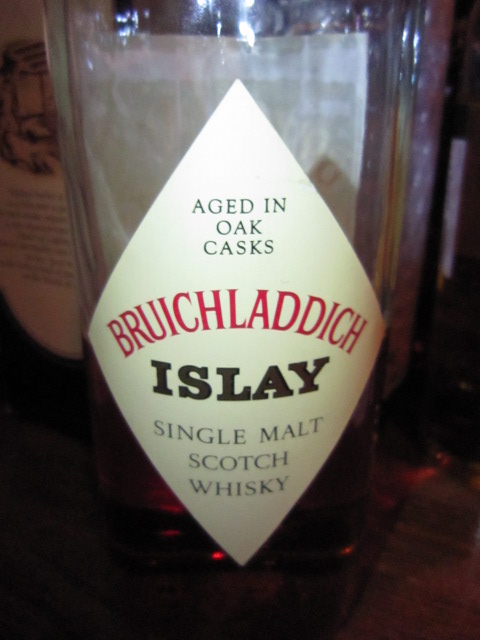 AGED IN
OAK
CASKS
BRUICHLADDICH
ISLAY
SINGLE MALT
SCOTCH
WHISKY